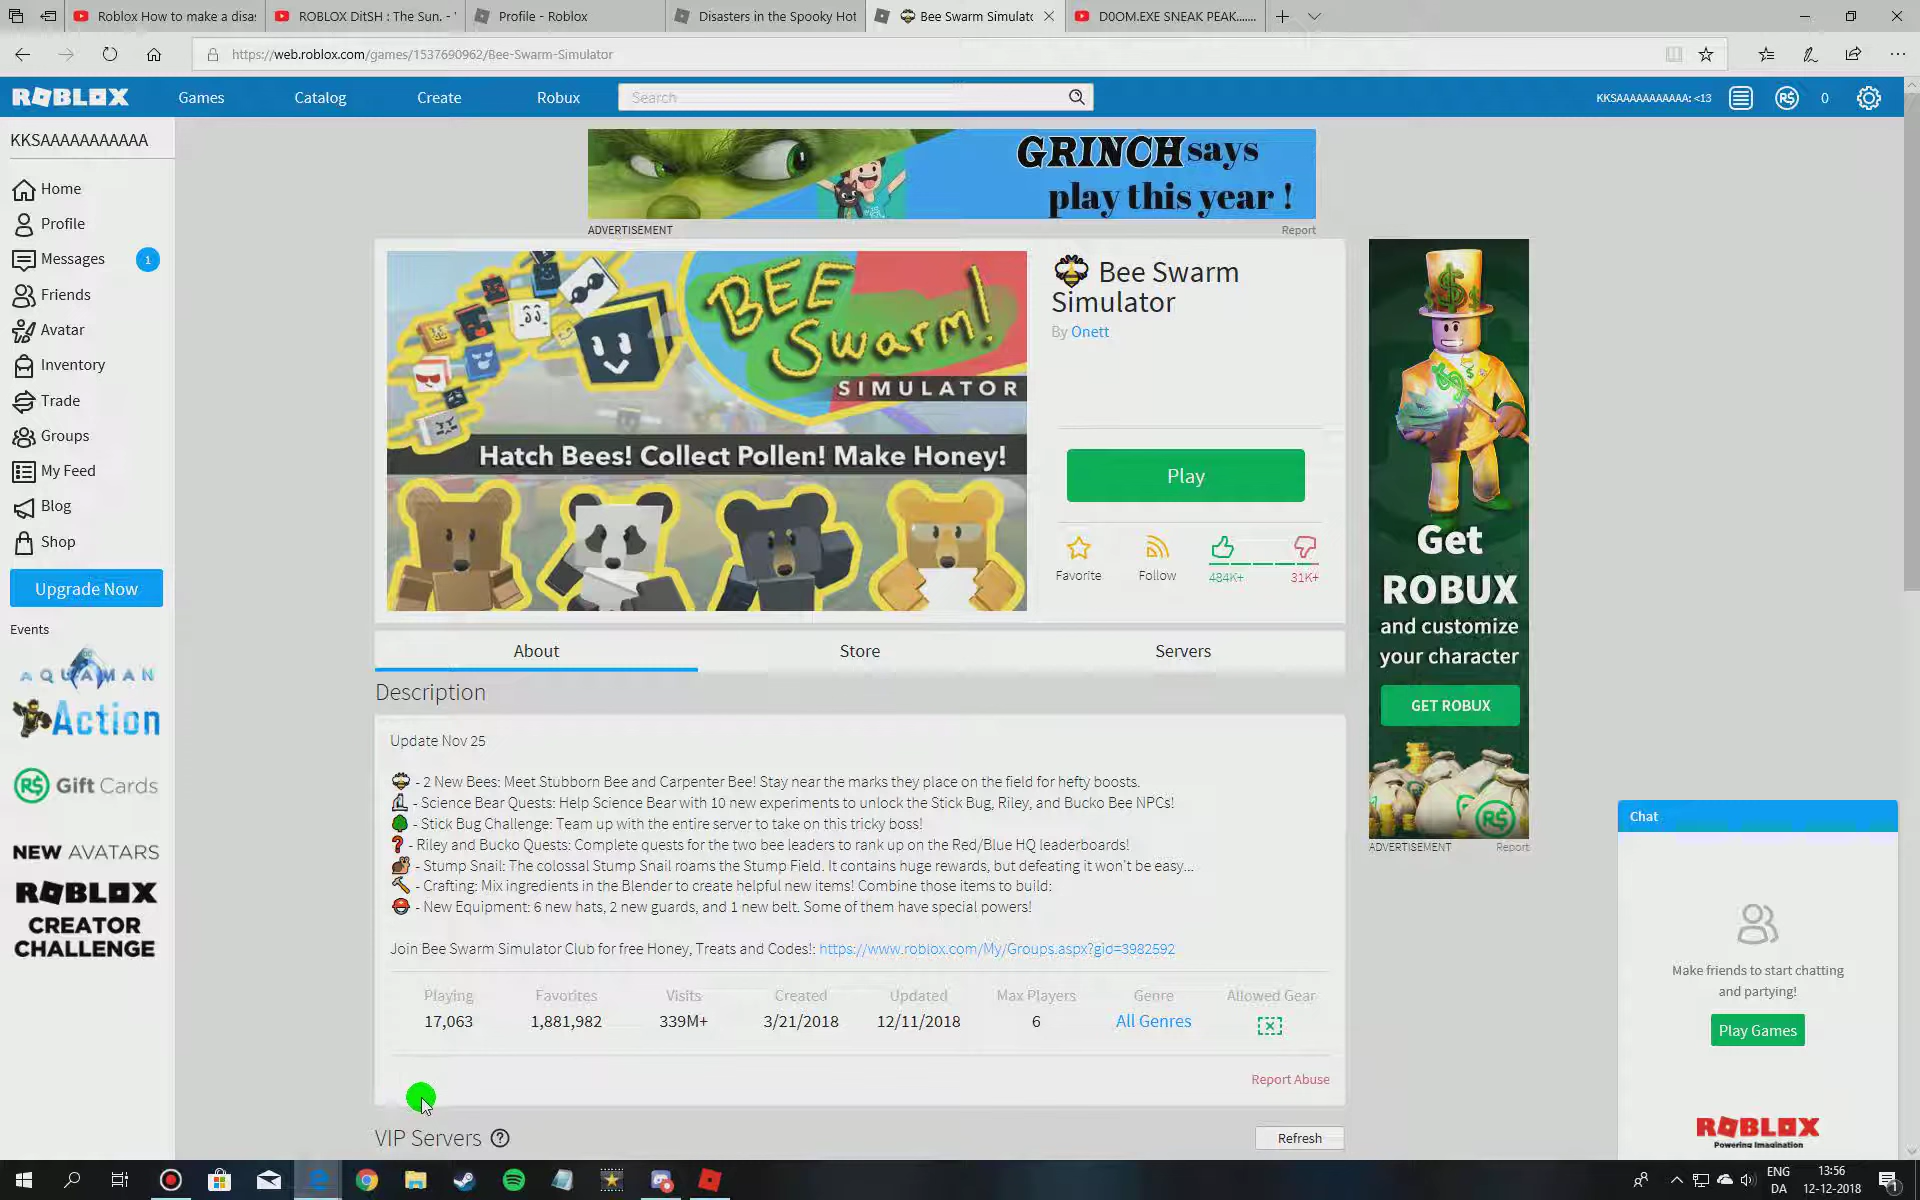 Roblox How to make a disas
ROBLOX DitSH : The Sun. - '
Profile - Roblox
Disasters in the Spooky Hot
Bee Swarm Simulato
D0OM.EXE SNEAK PEAK.......
https://web.roblox.com/games/1537690962/Bee-Swarm-Simulator
ROBLOX
Games
Catalog
Create
Robux
Search
KKSAAAAAAAAAAA: <13
R$
0
KKSAAAAAAAAAAA
Home
Profile
Messages
1
Friends
Avatar
Inventory
Trade
Groups
My Feed
Blog
Shop
Upgrade Now
Events
AQUAMAN
Action
R$ Gift Cards
NEW AVATARS
ROBLOX
CREATOR
CHALLENGE
GRINCH says
play this year !
ADVERTISEMENT
Report
BEE
Swarm!
SIMULATOR
Hatch Bees! Collect Pollen! Make Honey!
Bee Swarm
Simulator
By Onett
Play
Favorite
Follow
484K+
31K+
About
Store
Servers
Description
Update Nov 25
- 2 New Bees: Meet Stubborn Bee and Carpenter Bee! Stay near the marks they place on the field for hefty boosts.
- Science Bear Quests: Help Science Bear with 10 new experiments to unlock the Stick Bug, Riley, and Bucko Bee NPCs!
- Stick Bug Challenge: Team up with the entire server to take on this tricky boss!
? - Riley and Bucko Quests: Complete quests for the two bee leaders to rank up on the Red/Blue HQ leaderboards!
- Stump Snail: The colossal Stump Snail roams the Stump Field. It contains huge rewards, but defeating it won't be easy...
- Crafting: Mix ingredients in the Blender to create helpful new items! Combine those items to build:
- New Equipment: 6 new hats, 2 new guards, and 1 new belt. Some of them have special powers!
Join Bee Swarm Simulator Club for free Honey, Treats and Codes!: https://www.roblox.com/My/Groups.aspx?gid=3982592
Playing
17,063
Favorites
1,881,982
Visits
339M+
Created
3/21/2018
Updated
12/11/2018
Max Players
6
Genre
All Genres
Allowed Gear
Report Abuse
VIP Servers ?
Refresh
Get
ROBUX
and customize
your character
GET ROBUX
R$
ADVERTISEMENT
Report
Chat
Make friends to start chatting
and partying!
Play Games
ROBLOX
Powering Imagination
ENG
DA
13:56
12-12-2018
1